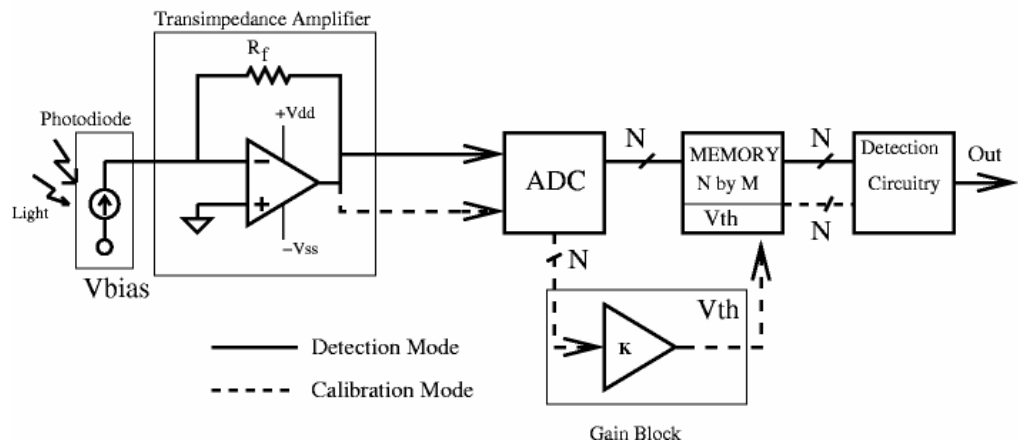 Transimpedance Amplifier
Rf
Photodiode
+Vdd
−
+
−Vss
Light
Vbias
ADC
N
MEMORY
N by M
Vth
N
N
Detection
Circuitry
Out
N
Vth
K
Gain Block
Detection Mode
Calibration Mode